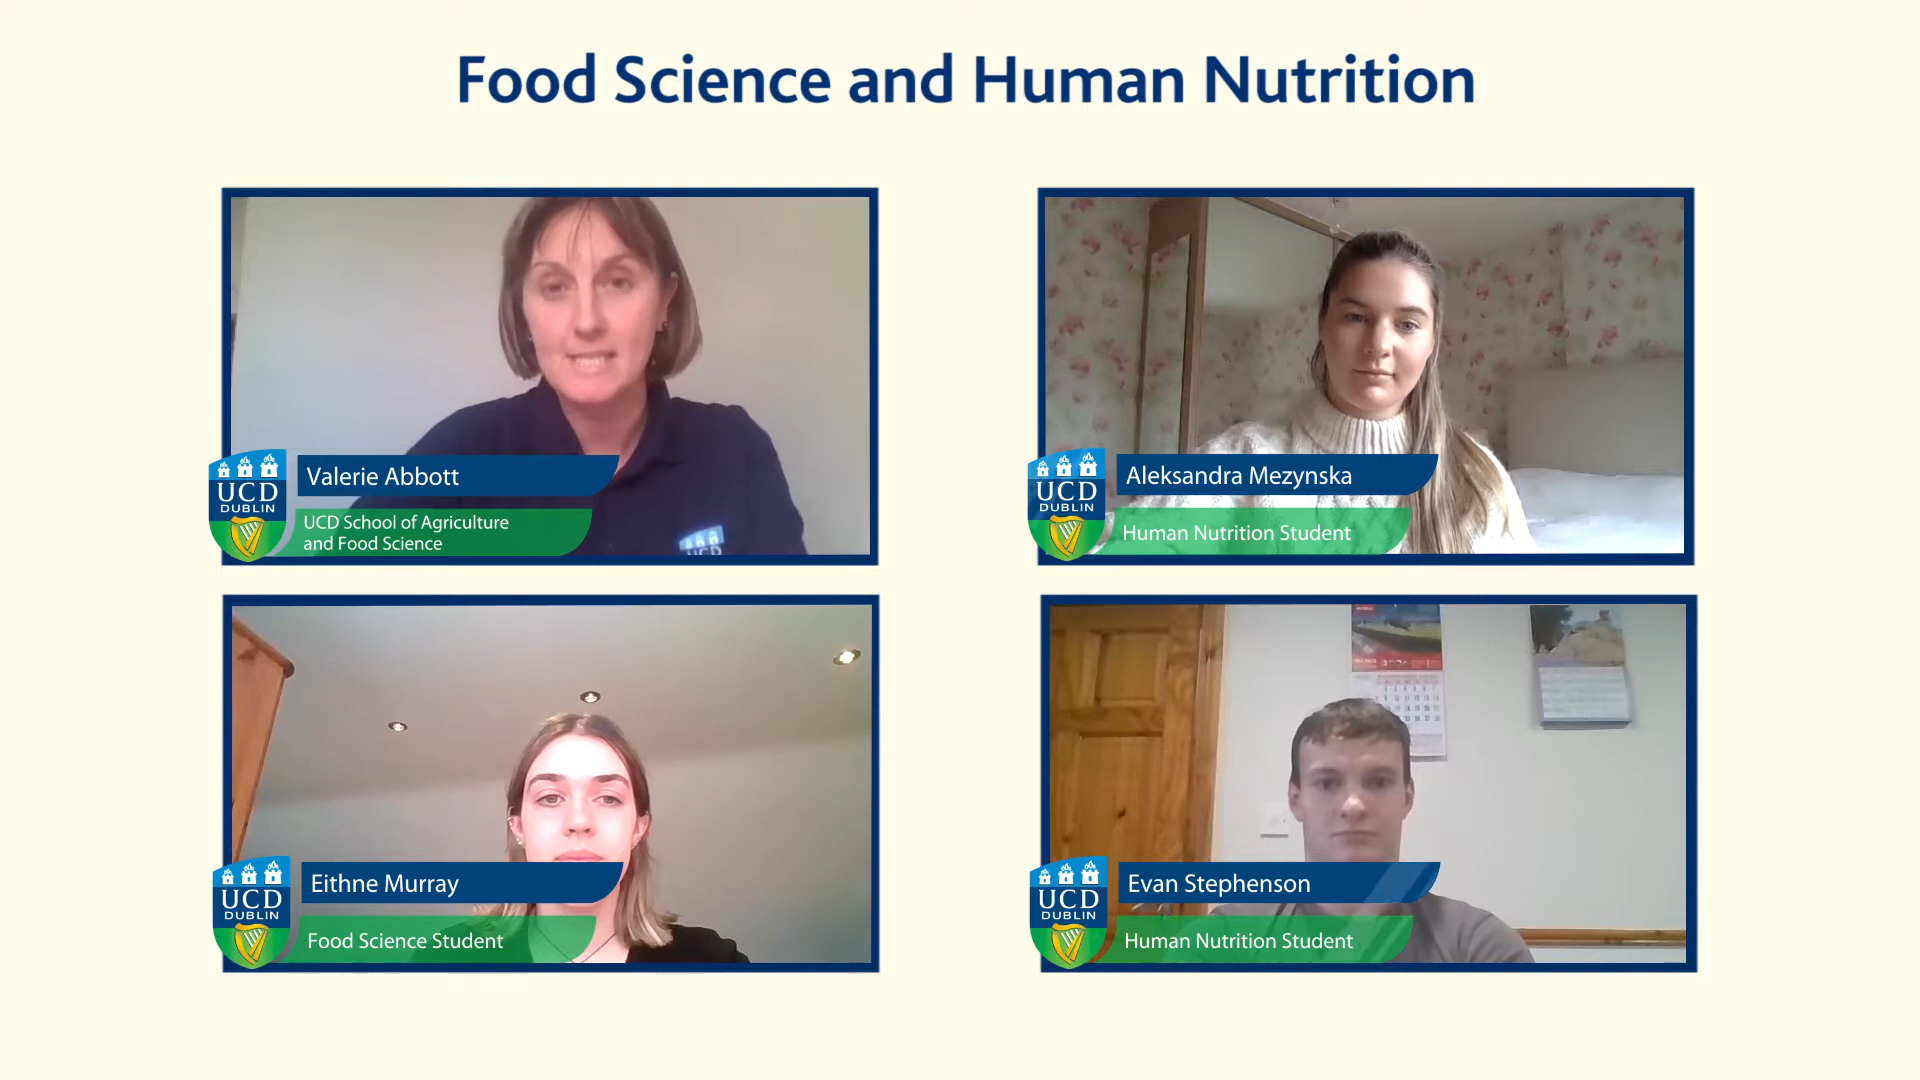 Food Science and Human Nutrition
UCD
DUBLIN
Valerie Abbott
UCD School of Agriculture
and Food Science
UCD
UCD
DUBLIN
Aleksandra Mezynska
Human Nutrition Student
UCD
DUBLIN
Eithne Murray
Food Science Student
UCD
DUBLIN
Evan Stephenson
Human Nutrition Student